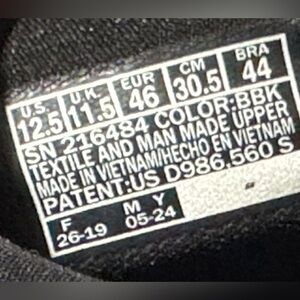 U.S. U.K. EUR CM BRA
12.5 11.5 46 30.5 44
SN 216484 COLOR:BBK
TEXTILE AND MAN MADE UPPER
MADE IN VIETNAM/HECHO EN VIETNAM
PATENT:US D986,560 S
F M Y
26-19 05-24